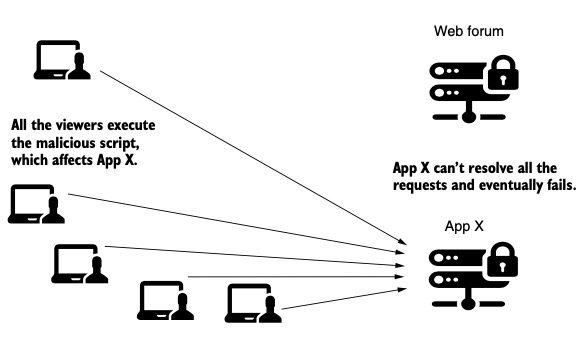 Web forum
All the viewers execute
the malicious script,
which affects App X.
App X can’t resolve all the
requests and eventually fails.
App X